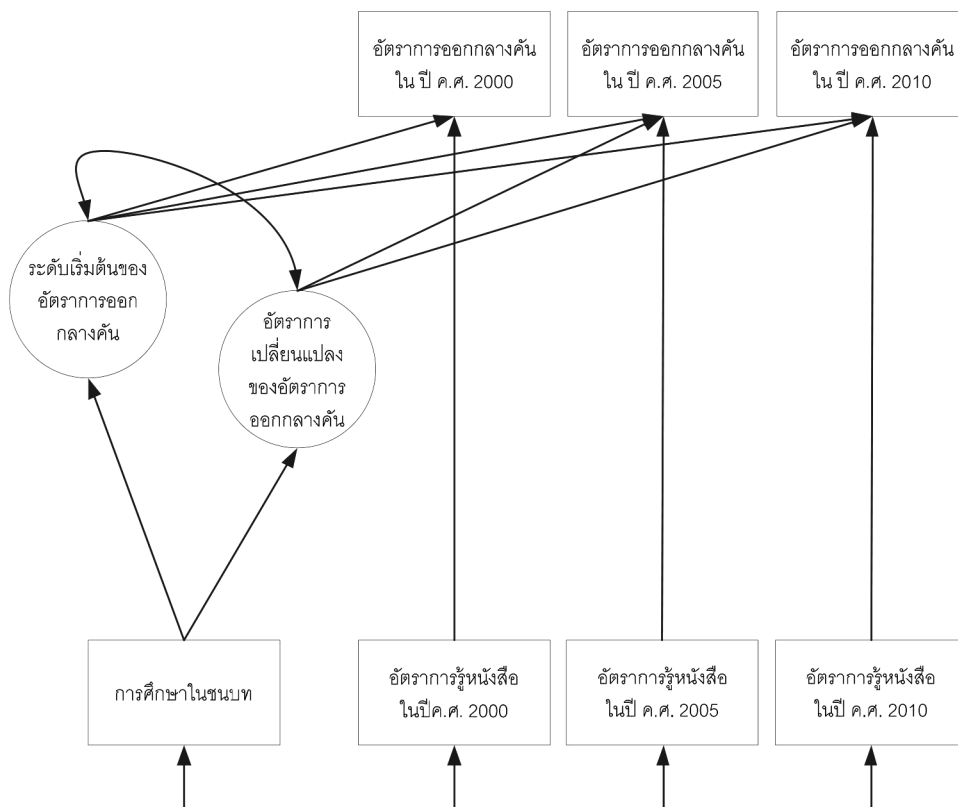 อัตราการออกกลางคัน
ใน ปี ค.ศ. 2000
อัตราการออกกลางคัน
ใน ปี ค.ศ. 2005
อัตราการออกกลางคัน
ใน ปี ค.ศ. 2010
ระดับเริ่มต้นของ
อัตราการออก
กลางคัน
อัตราการ
เปลี่ยนแปลง
ของอัตราการ
ออกกลางคัน
การศึกษาในชนบท
อัตราการรู้หนังสือ
ในปีค.ศ. 2000
อัตราการรู้หนังสือ
ในปี ค.ศ. 2005
อัตราการรู้หนังสือ
ในปี ค.ศ. 2010